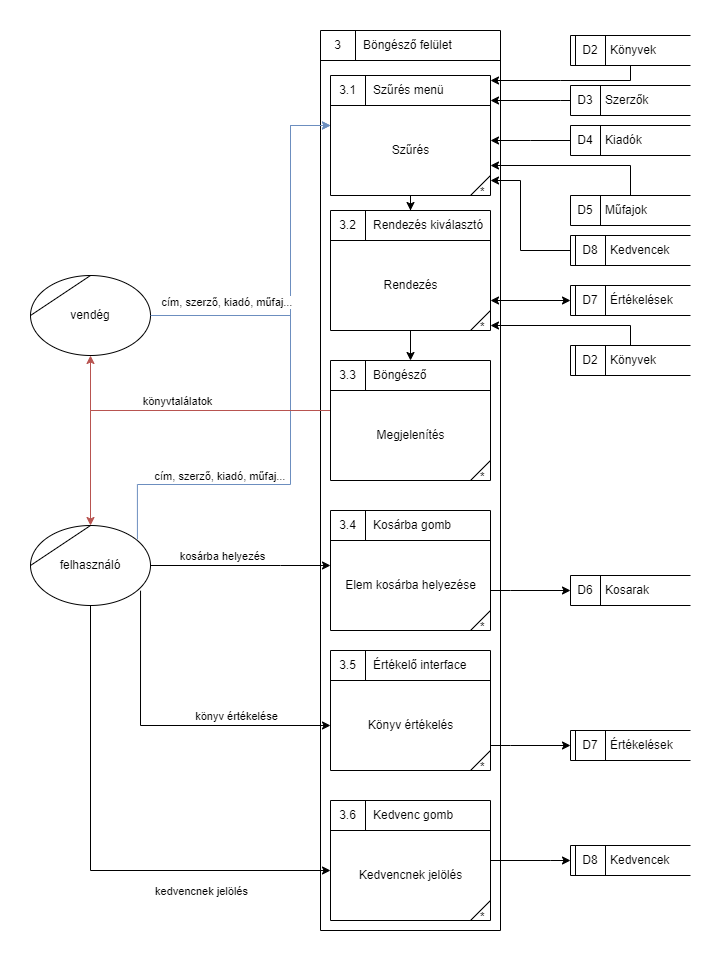 3 Böngésző felület
D2 Könyvek
3.1 Szűrés menü
D3 Szerzők
Szűrés
D4 Kiadók
*
D5 Műfajok
3.2 Rendezés kiválasztó
D8 Kedvencek
Rendezés
cím, szerző, kiadó, műfaj...
D7 Értékelések
vendég
*
D2 Könyvek
3.3 Böngésző
könyvtalálatok
Megjelenítés
cím, szerző, kiadó, műfaj...
*
3.4 Kosárba gomb
kosárba helyezés
felhasználó
Elem kosárba helyezése
D6 Kosarak
*
3.5 Értékelő interface
könyv értékelése
Könyv értékelés
D7 Értékelések
*
3.6 Kedvenc gomb
D8 Kedvencek
Kedvencnek jelölés
kedvencnek jelölés
*